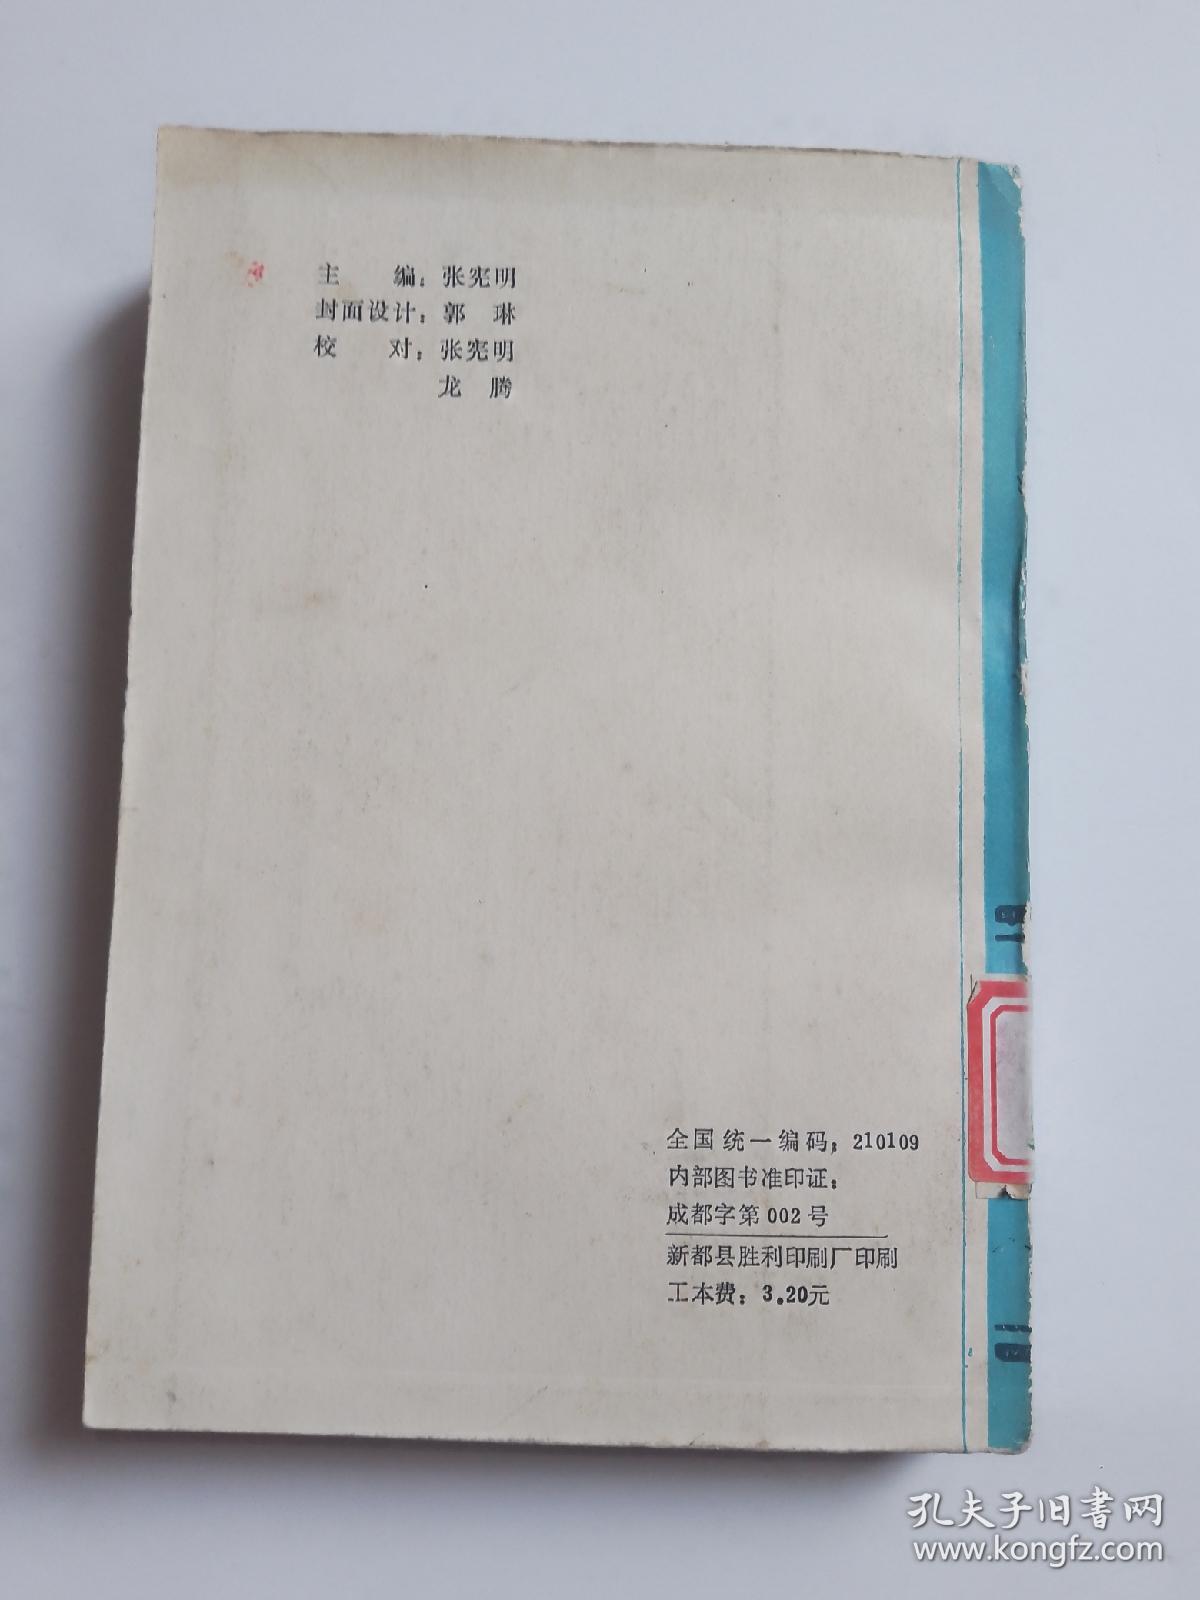 主　　编：张宪明
封面设计：郭　琳
校　　对：张宪明
龙　腾
全国统一编码：210109
内部图书准印证：
成都字第002号
新都县胜利印刷厂印刷
工本费：3.20元
孔夫子旧书网
www.kongfz.com